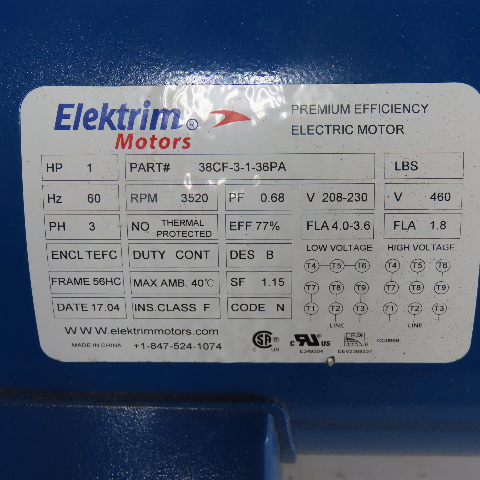 Elektrim® Motors
PREMIUM EFFICIENCY
ELECTRIC MOTOR
HP 1 PART# 38CF-3-1-36PA LBS
Hz 60 RPM 3520 PF 0.68 V 208-230 V 460
PH 3 NO THERMAL PROTECTED EFF 77% FLA 4.0-3.6 FLA 1.8
ENCL TEFC DUTY CONT DES B LOW VOLTAGE HIGH VOLTAGE
T4 T5 T6 T4 T5 T6
FRAME 56HC MAX AMB. 40℃ SF 1.15 T7 T8 T9 T7 T8 T9
DATE 17.04 INS.CLASS F CODE N T1 T2 T3 T1 T2 T3
LINE LINE
WWW.elektrimmotors.com
MADE IN CHINA +1-847-524-1074
SA ® C RU US